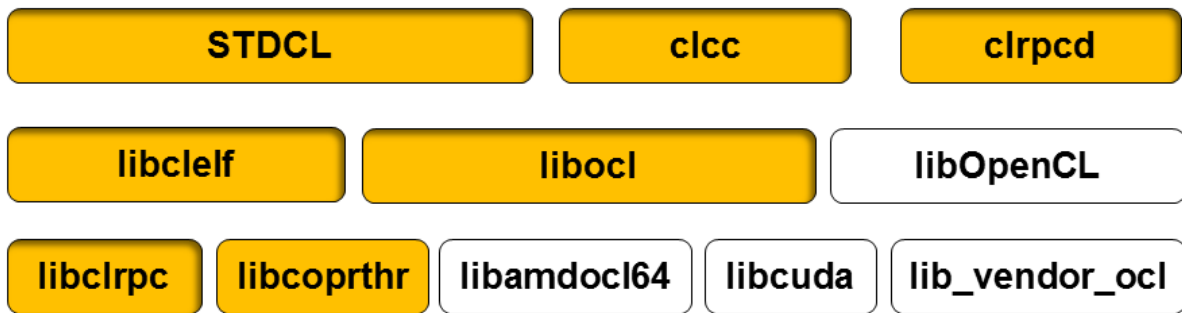 STDCL clcc clrpcd
libclelf libocl libOpenCL
libclrpc libcoprthr libamdocl64 libcuda lib_vendor_ocl